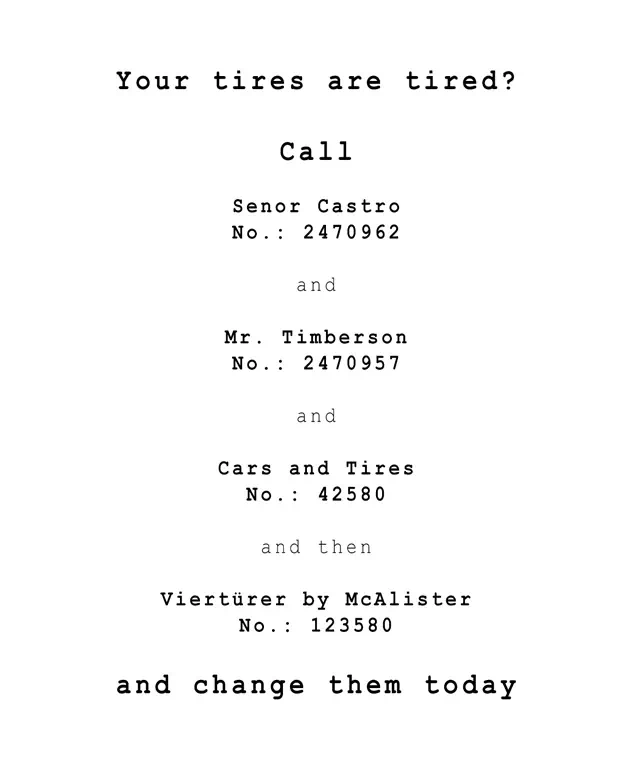 Your tires are tired?
Call
Senor Castro
No.: 2470962
and
Mr. Timberson
No.: 2470957
and
Cars and Tires
No.: 42580
and then
Viertürer by McAlister
No.: 123580
and change them today